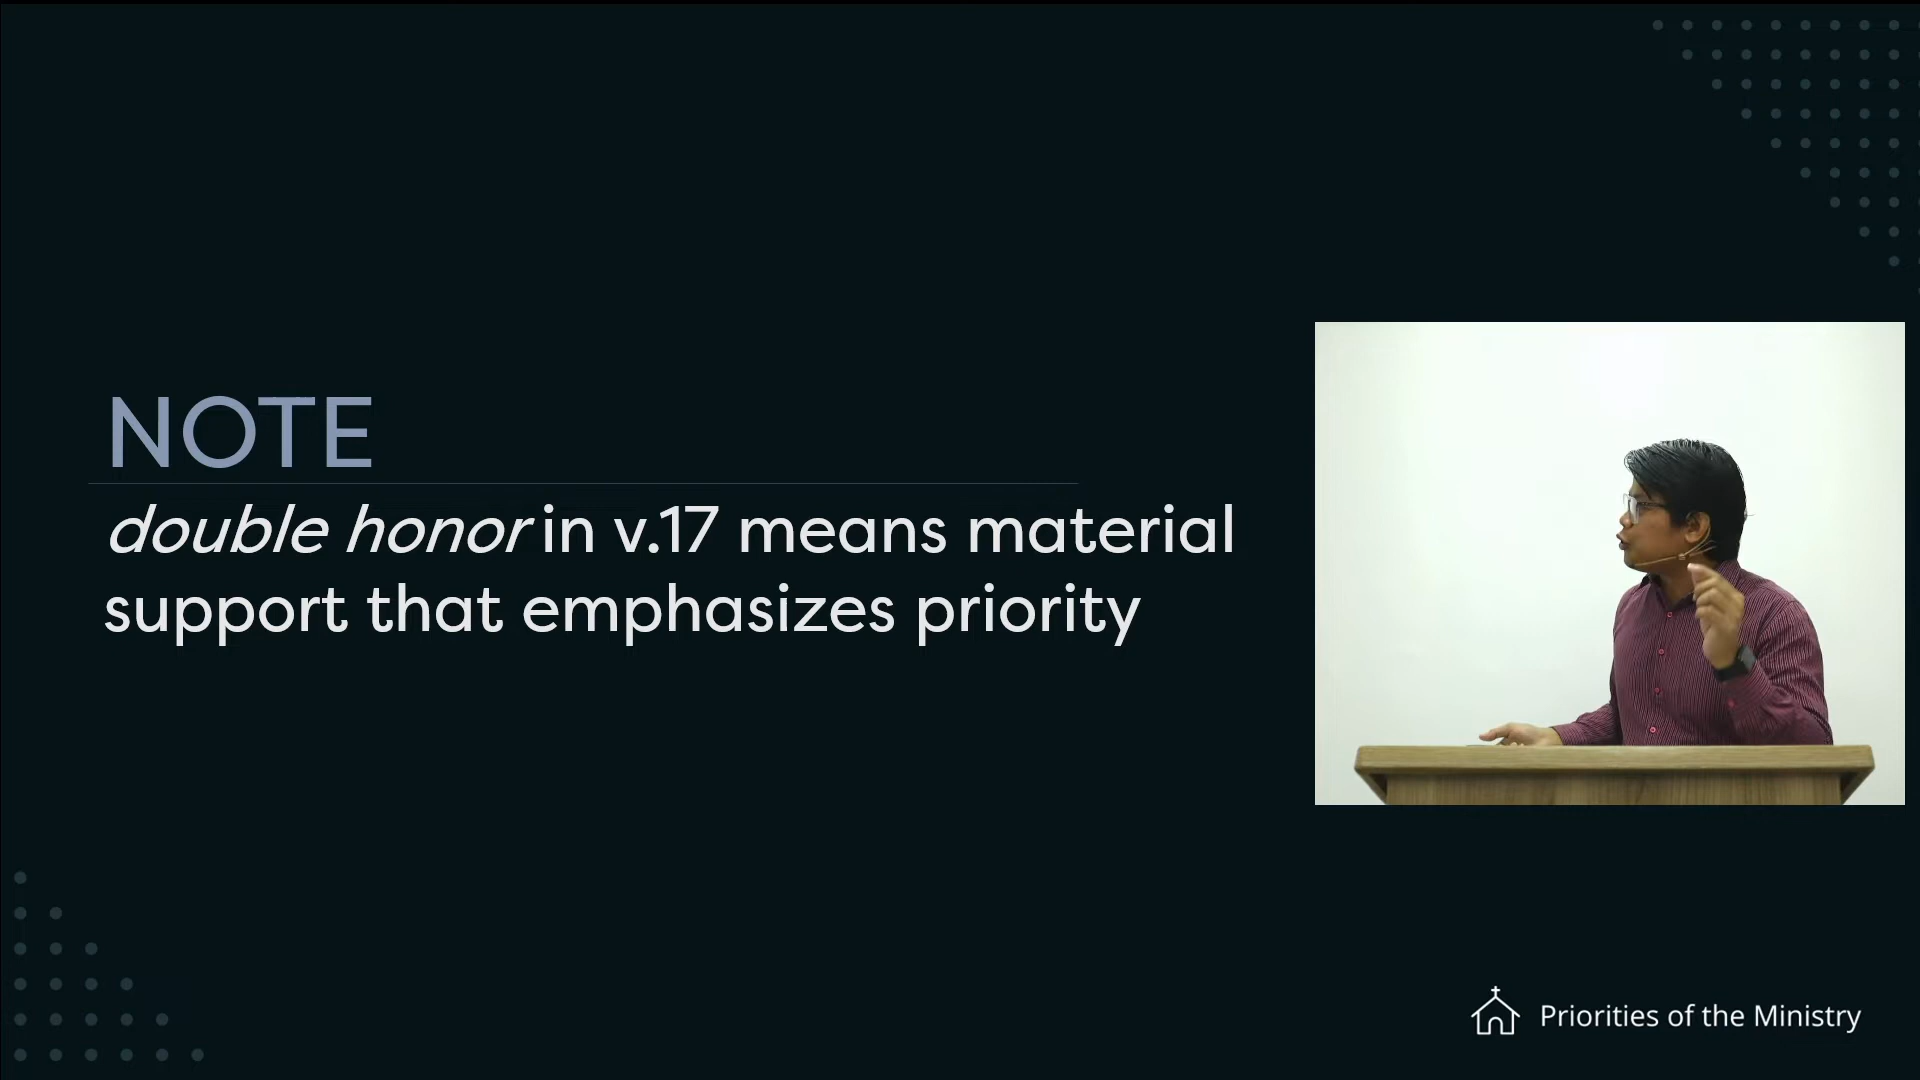 NOTE
double honor in v.17 means material
support that emphasizes priority
Priorities of the Ministry